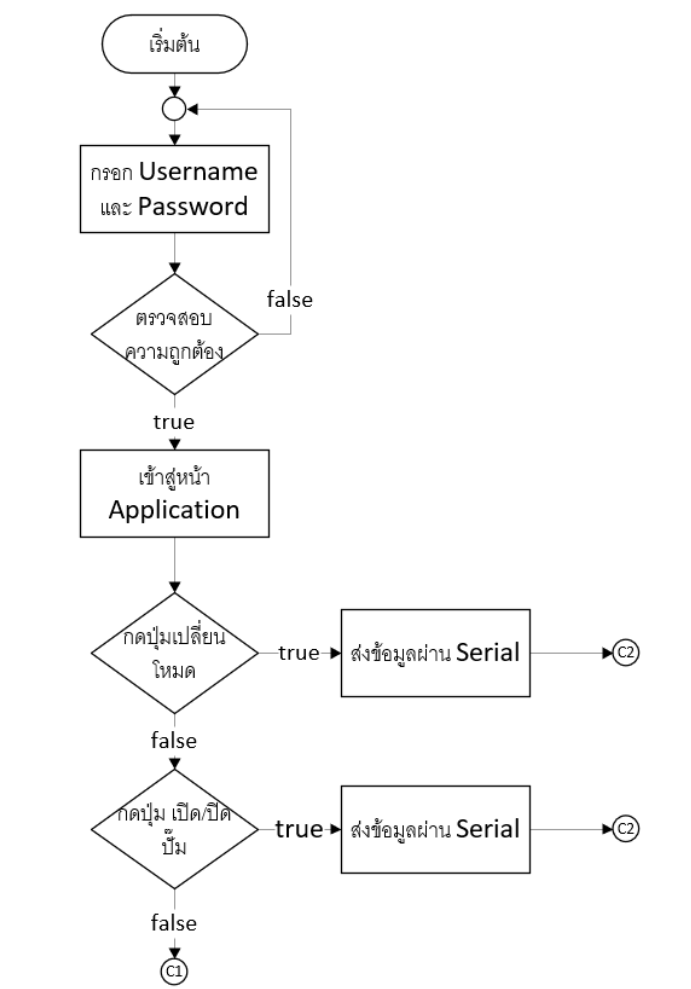 เริ่มต้น
กรอก Username
และ Password
false
ตรวจสอบ
ความถูกต้อง
true
เข้าสู่หน้า
Application
กดปุ่มเปลี่ยน
โหมด
true
ส่งข้อมูลผ่าน Serial
C2
false
กดปุ่ม เปิด/ปิด
ปั๊ม
true
ส่งข้อมูลผ่าน Serial
C2
false
C1